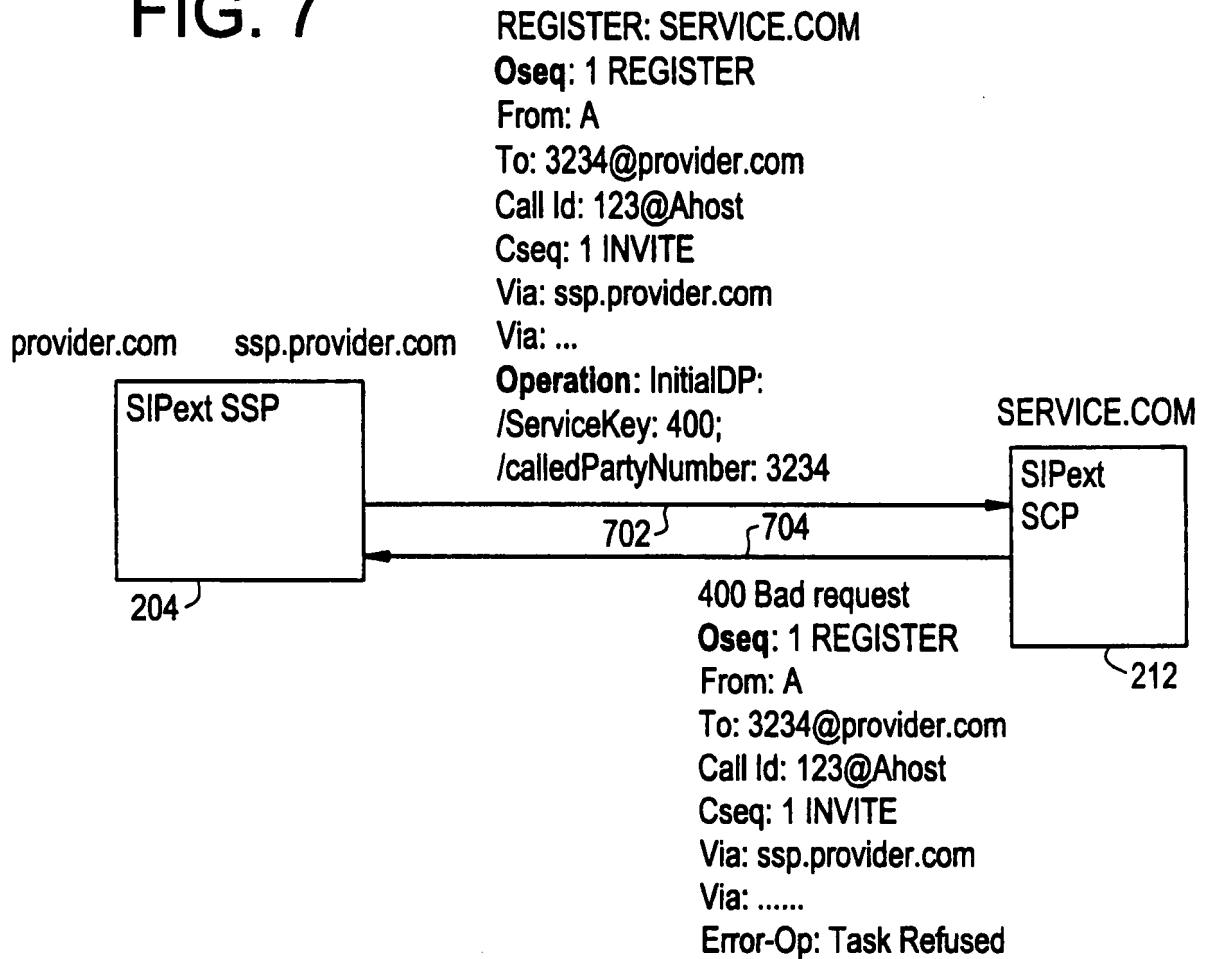 FIG. 7
REGISTER: SERVICE.COM
Oseq: 1 REGISTER
From: A
To: 3234@provider.com
Call Id: 123@Ahost
Cseq: 1 INVITE
Via: ssp.provider.com
Via: ...
Operation: InitialDP:
/ServiceKey: 400;
/calledPartyNumber: 3234
provider.com ssp.provider.com
SIPext SSP
204
SERVICE.COM
SIPext
SCP
212
702
704
400 Bad request
Oseq: 1 REGISTER
From: A
To: 3234@provider.com
Call Id: 123@Ahost
Cseq: 1 INVITE
Via: ssp.provider.com
Via: ......
Error-Op: Task Refused